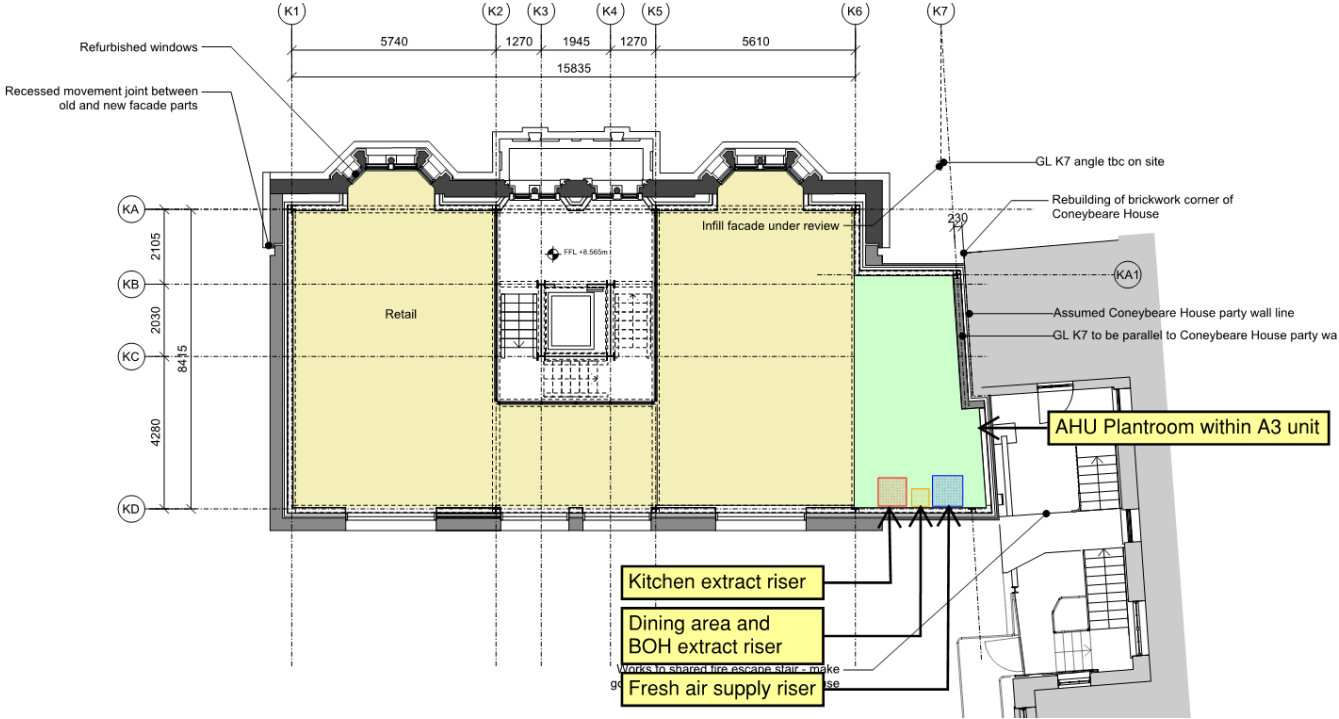 K1
K2
K3
K4
K5
K6
K7
5740
1270
1945
1270
5610
15835
Refurbished windows
Recessed movement joint between
old and new facade parts
GL K7 angle tbc on site
Rebuilding of brickwork corner of
Coneybeare House
230
Infill facade under review
KA
2105
FFL +8.565m
KA1
KB
Retail
2030
Assumed Coneybeare House party wall line
GL K7 to be parallel to Coneybeare House party wa
KC
8415
4280
AHU Plantroom within A3 unit
KD
Kitchen extract riser
Dining area and
BOH extract riser
Works to shared fire escape stair - make
Fresh air supply riser